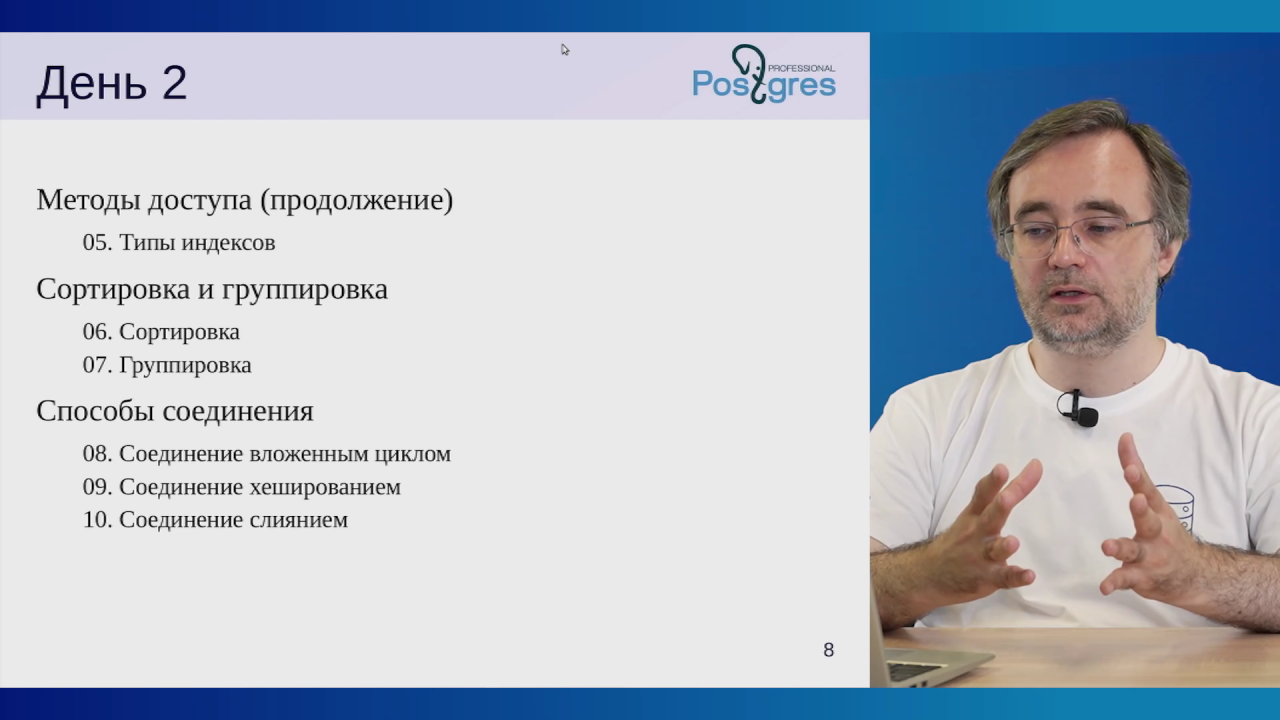 День 2
PROFESSIONAL
Postgres
Методы доступа (продолжение)
05. Типы индексов
Сортировка и группировка
06. Сортировка
07. Группировка
Способы соединения
08. Соединение вложенным циклом
09. Соединение хешированием
10. Соединение слиянием
8